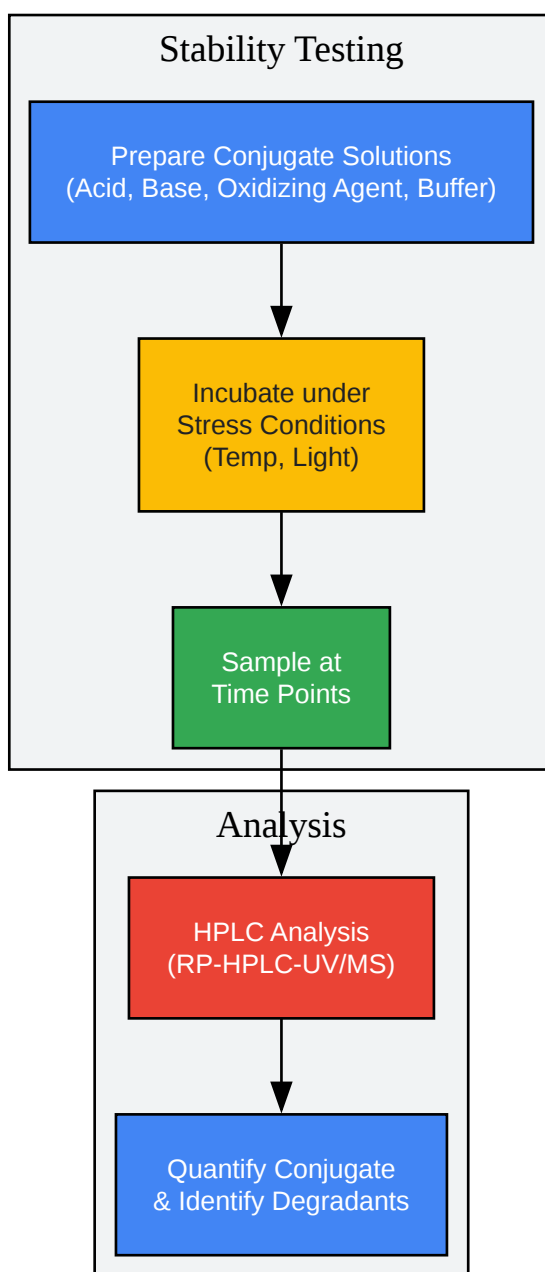 Stability Testing
Prepare Conjugate Solutions
(Acid, Base, Oxidizing Agent, Buffer)
Incubate under
Stress Conditions
(Temp, Light)
Sample at
Time Points
Analysis
HPLC Analysis
(RP-HPLC-UV/MS)
Quantify Conjugate
& Identify Degradants